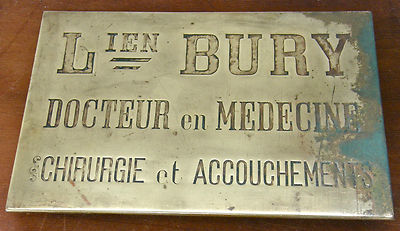 LIEN BURY
DOCTEUR en MEDECINE
& CHIRURGIE et ACCOUCHEMENTS